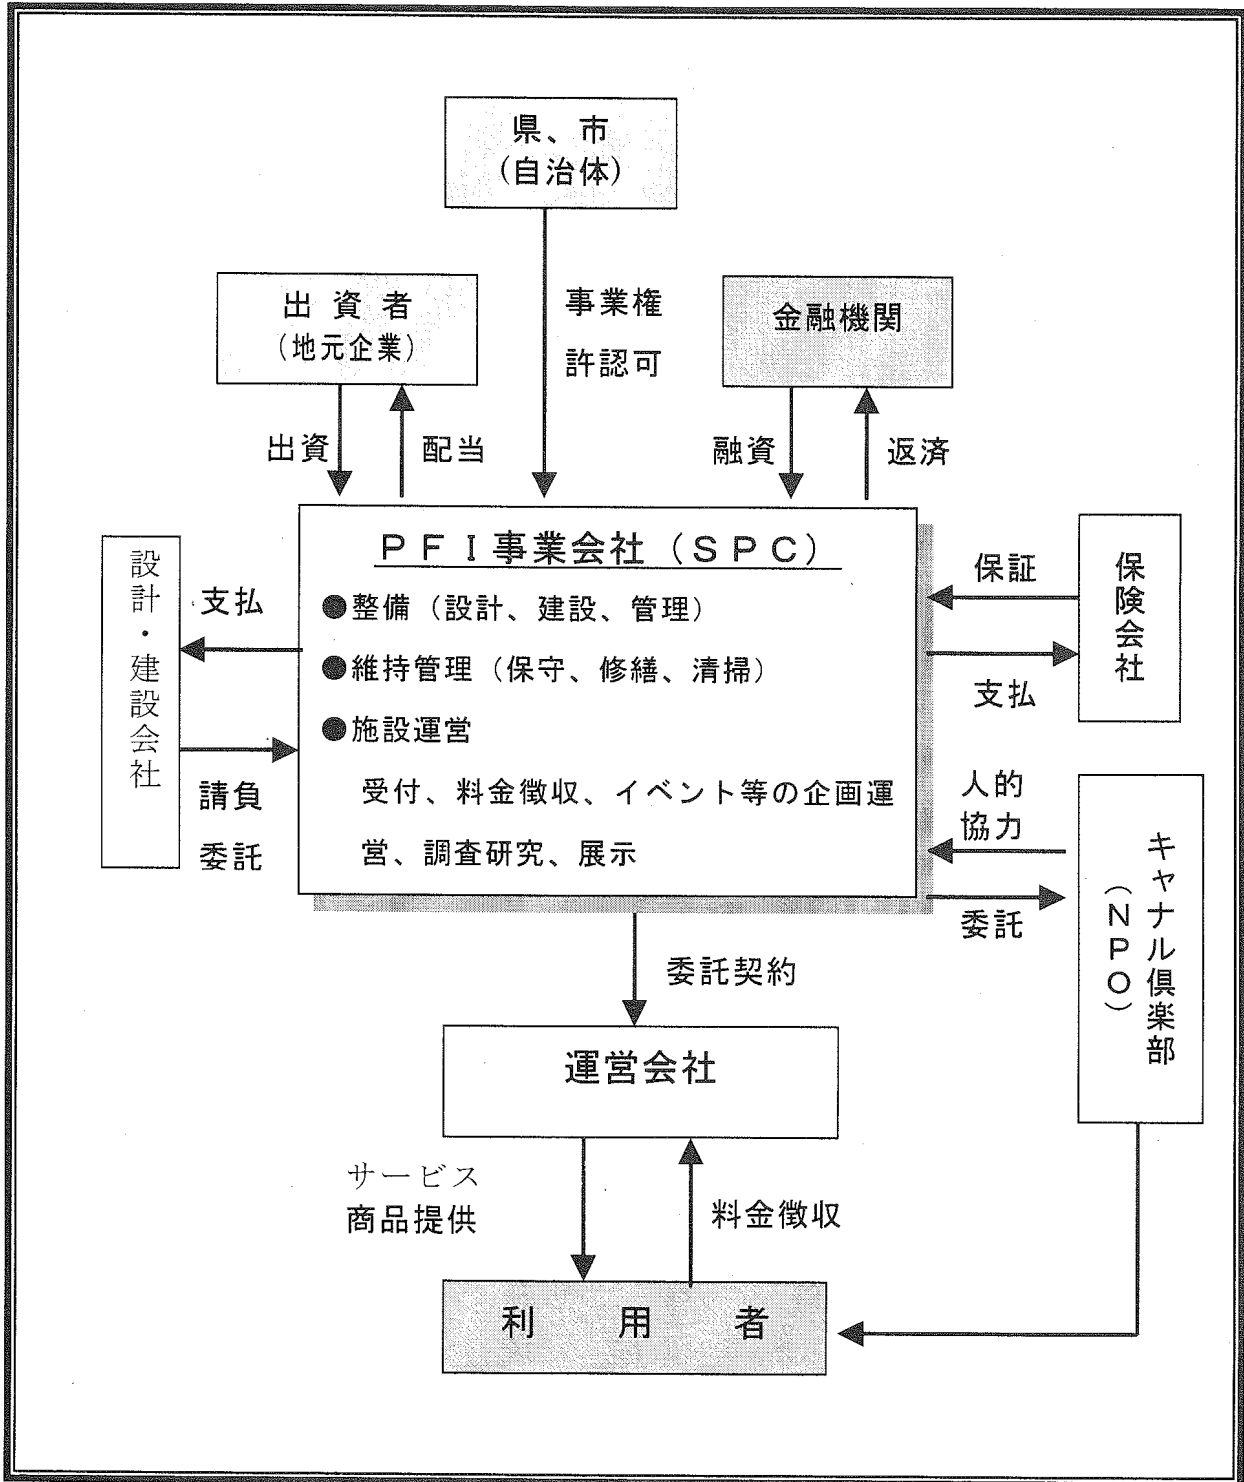 県、市
(自治体)
出 資 者
(地元企業)
事業権
許認可
金融機関
出資
配当
融資
返済
PFI事業会社(SPC)
●整備(設計、建設、管理)
●維持管理(保守、修繕、清掃)
●施設運営
受付、料金徴収、イベント等の企画運
営、調査研究、展示
設計・建設会社
支払
請負
委託
保証
支払
保険会社
人的
協力
委託
キャナル倶楽部
(NPO)
委託契約
運営会社
サービス
商品提供
料金徴収
利 用 者